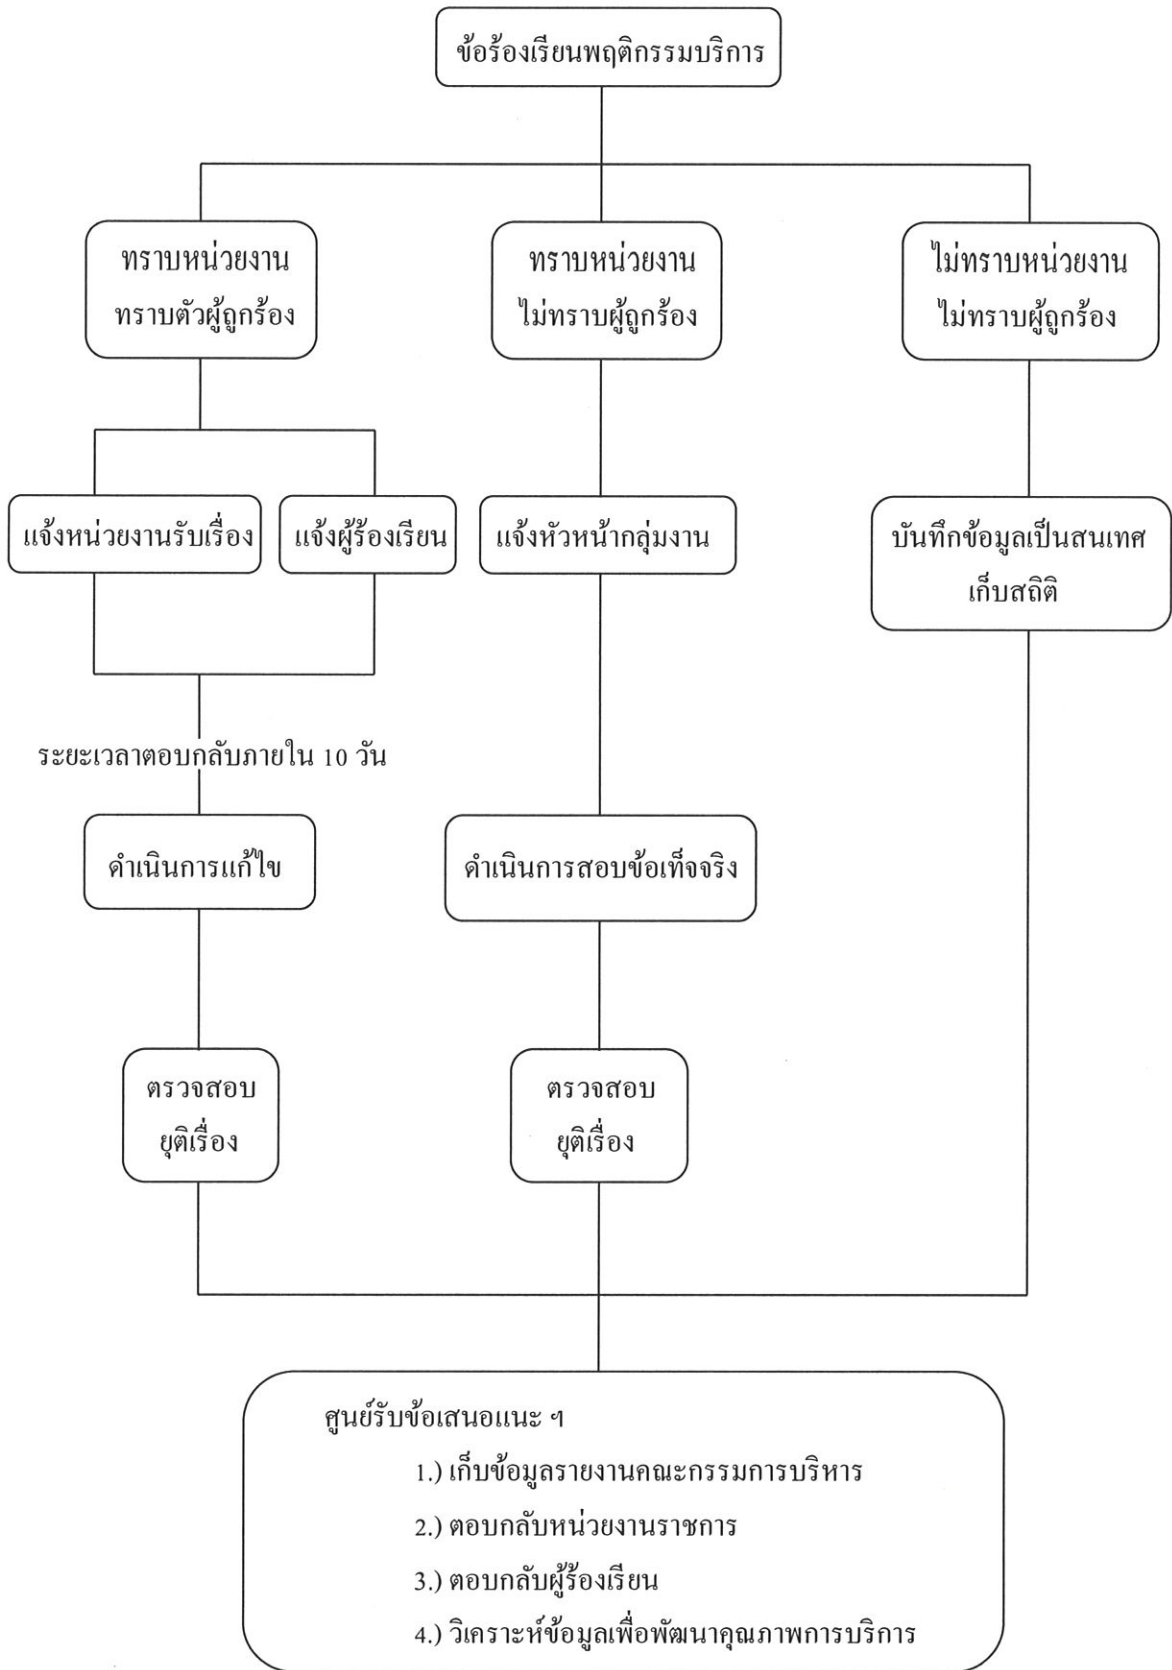 ข้อร้องเรียนพฤติกรรมบริการ
ทราบหน่วยงาน
ทราบตัวผู้ถูกร้อง
ทราบหน่วยงาน
ไม่ทราบผู้ถูกร้อง
ไม่ทราบหน่วยงาน
ไม่ทราบผู้ถูกร้อง
แจ้งหน่วยงานรับเรื่อง
แจ้งผู้ร้องเรียน
แจ้งหัวหน้ากลุ่มงาน
บันทึกข้อมูลเป็นสนเทศ
เก็บสถิติ
ระยะเวลาตอบกลับภายใน 10 วัน
ดำเนินการแก้ไข
ดำเนินการสอบข้อเท็จจริง
ตรวจสอบ
ยุติเรื่อง
ตรวจสอบ
ยุติเรื่อง
ศูนย์รับข้อเสนอแนะ ฯ
1.) เก็บข้อมูลรายงานคณะกรรมการบริหาร
2.) ตอบกลับหน่วยงานราชการ
3.) ตอบกลับผู้ร้องเรียน
4.) วิเคราะห์ข้อมูลเพื่อพัฒนาคุณภาพการบริการ